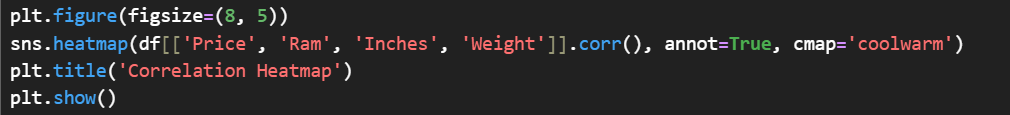 plt.figure(figsize=(8, 5))
sns.heatmap(df[['Price', 'Ram', 'Inches', 'Weight']].corr(), annot=True, cmap='coolwarm')
plt.title('Correlation Heatmap')
plt.show()